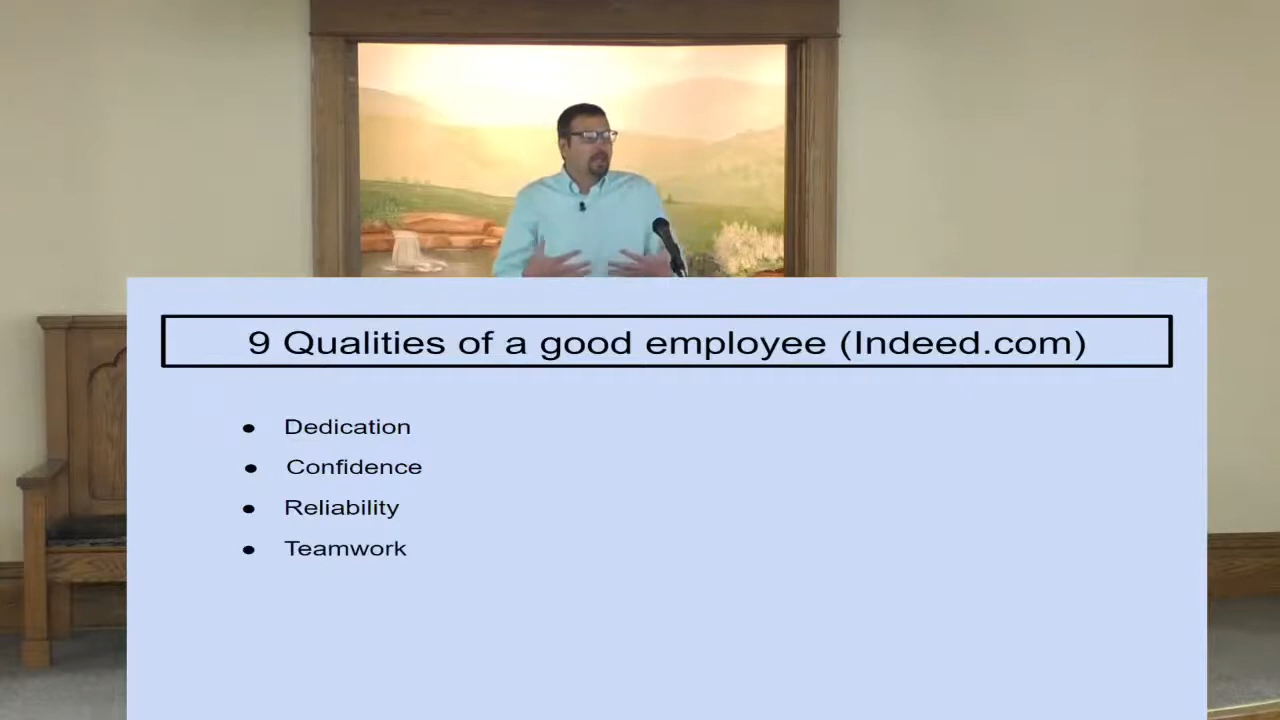 9 Qualities of a good employee (Indeed.com)
● Dedication
● Confidence
● Reliability
● Teamwork